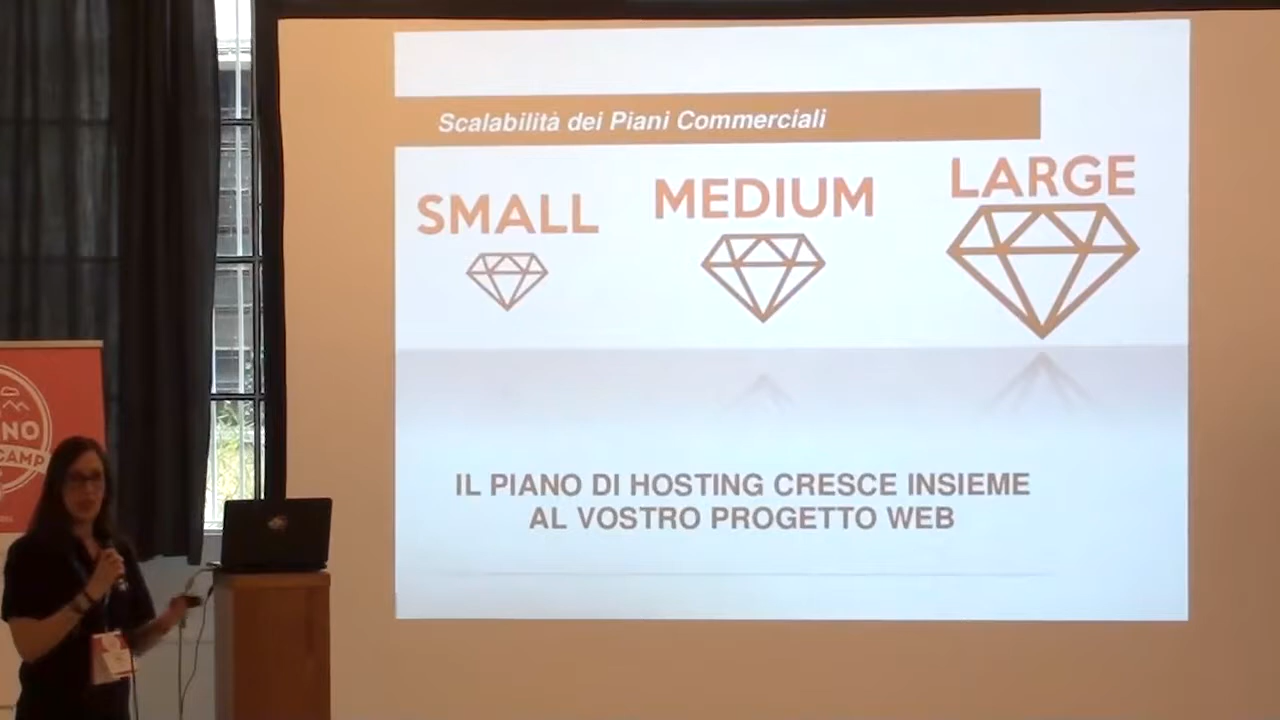 Scalabilità dei Piani Commerciali
SMALL
MEDIUM
LARGE
IL PIANO DI HOSTING CRESCE INSIEME
AL VOSTRO PROGETTO WEB
NO
CAMP